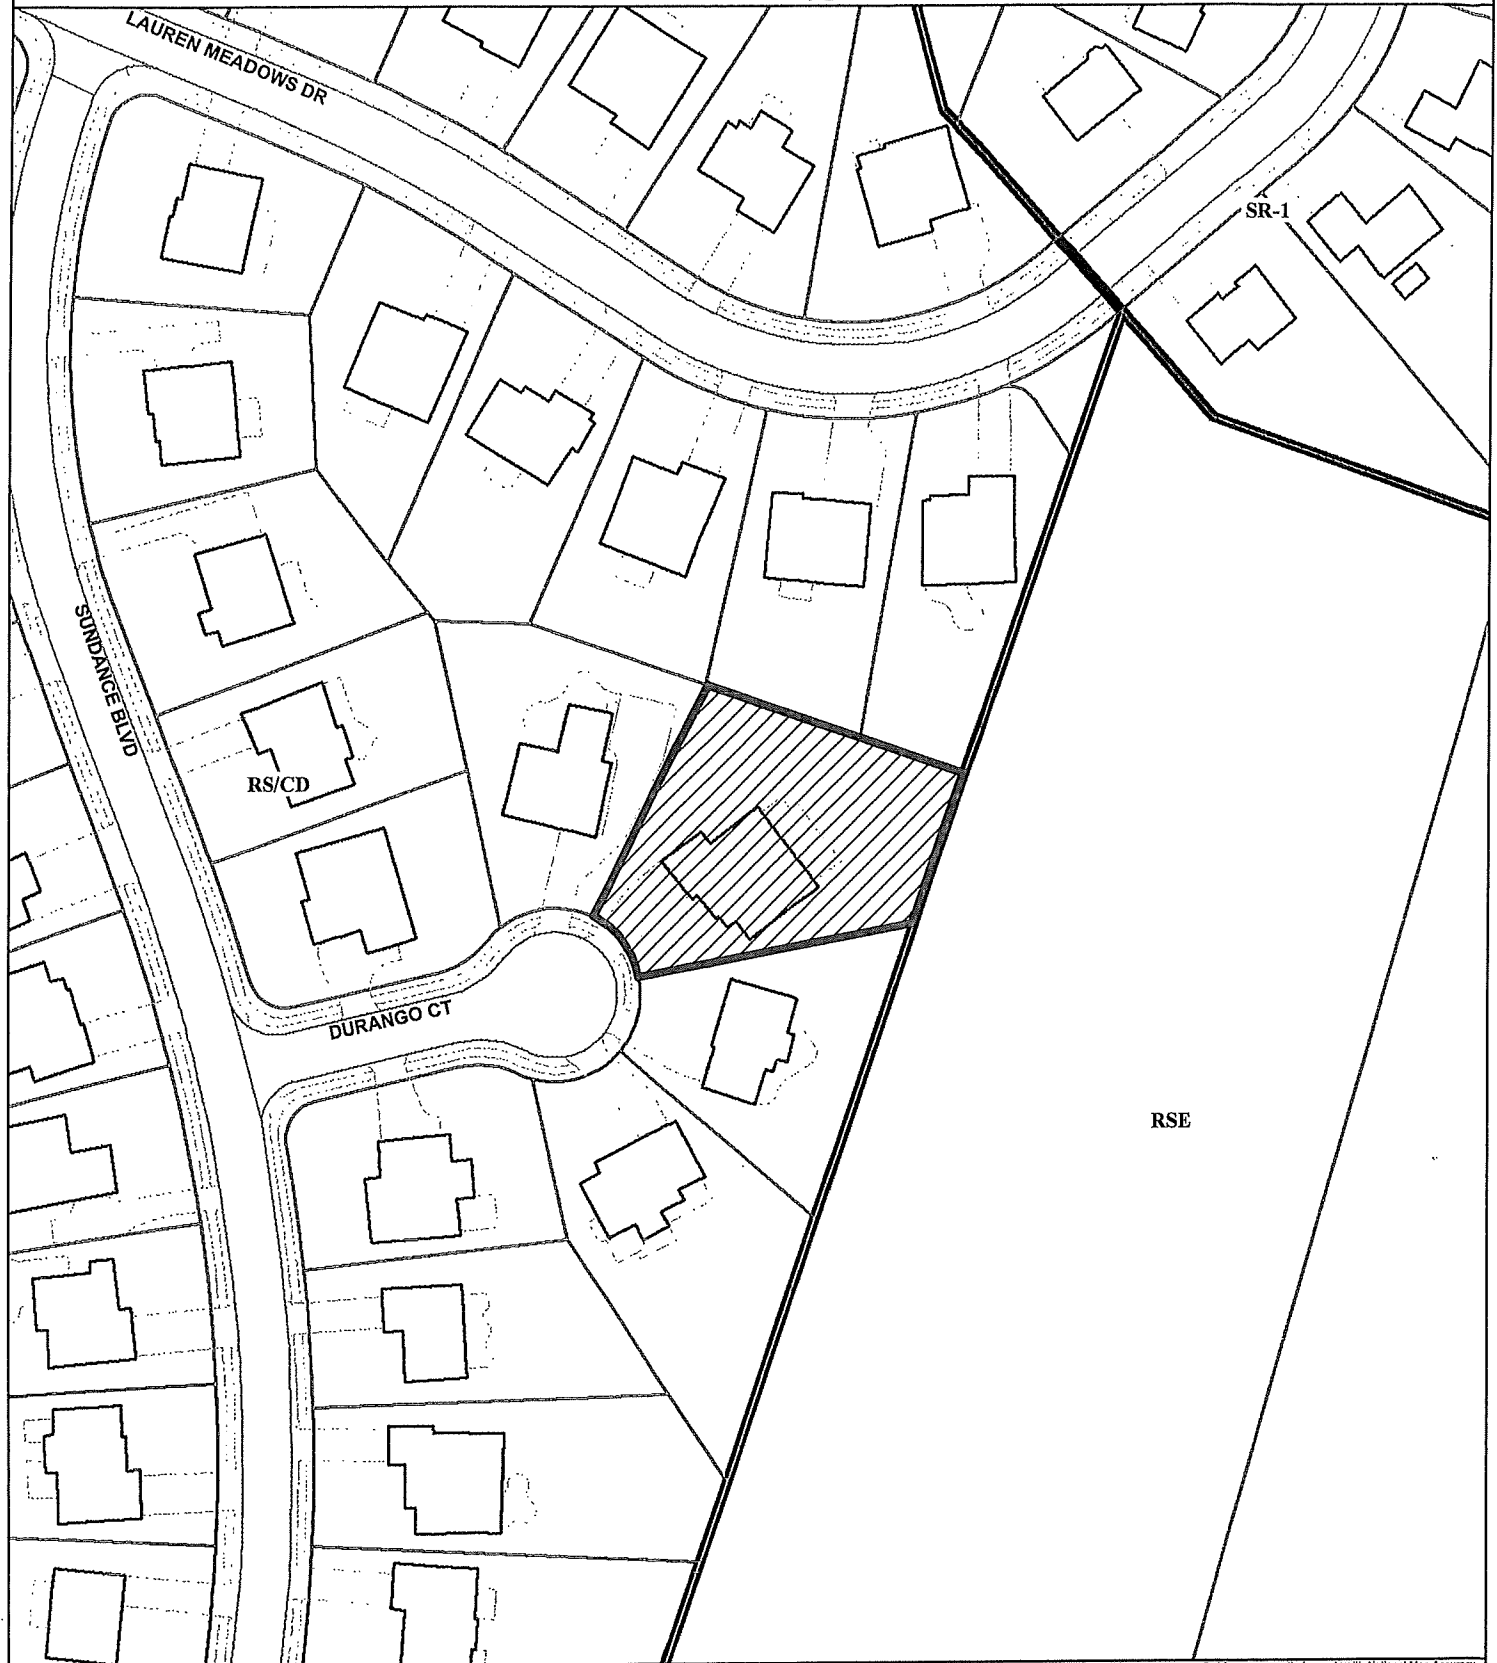 LAUREN MEADOWS DR
SR-1
SUNDANCE BLVD
RS/CD
DURANGO CT
RSE